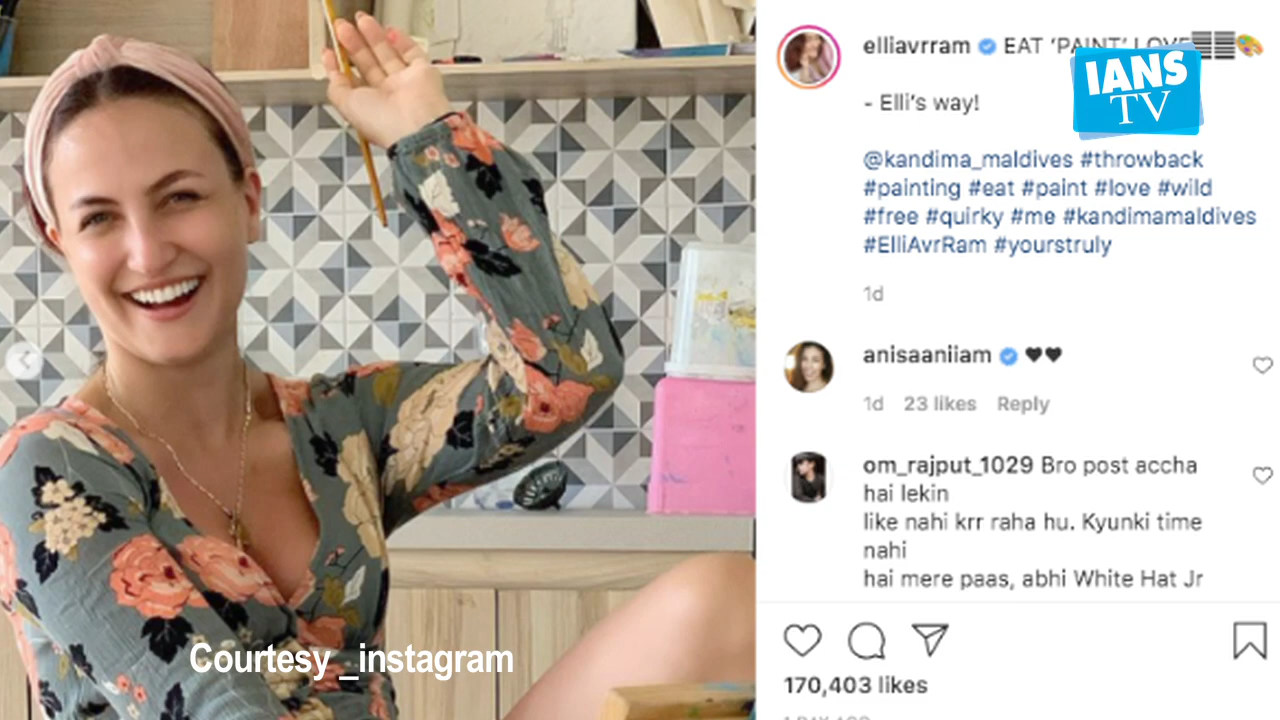 elliavrram EAT ‘PAINT’ LOVE
IANS
TV
- Elli’s way!
@kandima_maldives #throwback
#painting #eat #paint #love #wild
#free #quirky #me #kandimamaldives
#ElliAvrRam #yourstruly
1d
anisaaniiam 🖤🖤
1d 23 likes Reply
om_rajput_1029 Bro post accha
hai lekin
like nahi krr raha hu. Kyunki time
nahi
hai mere paas, abhi White Hat Jr
Courtesy _instagram
170,403 likes